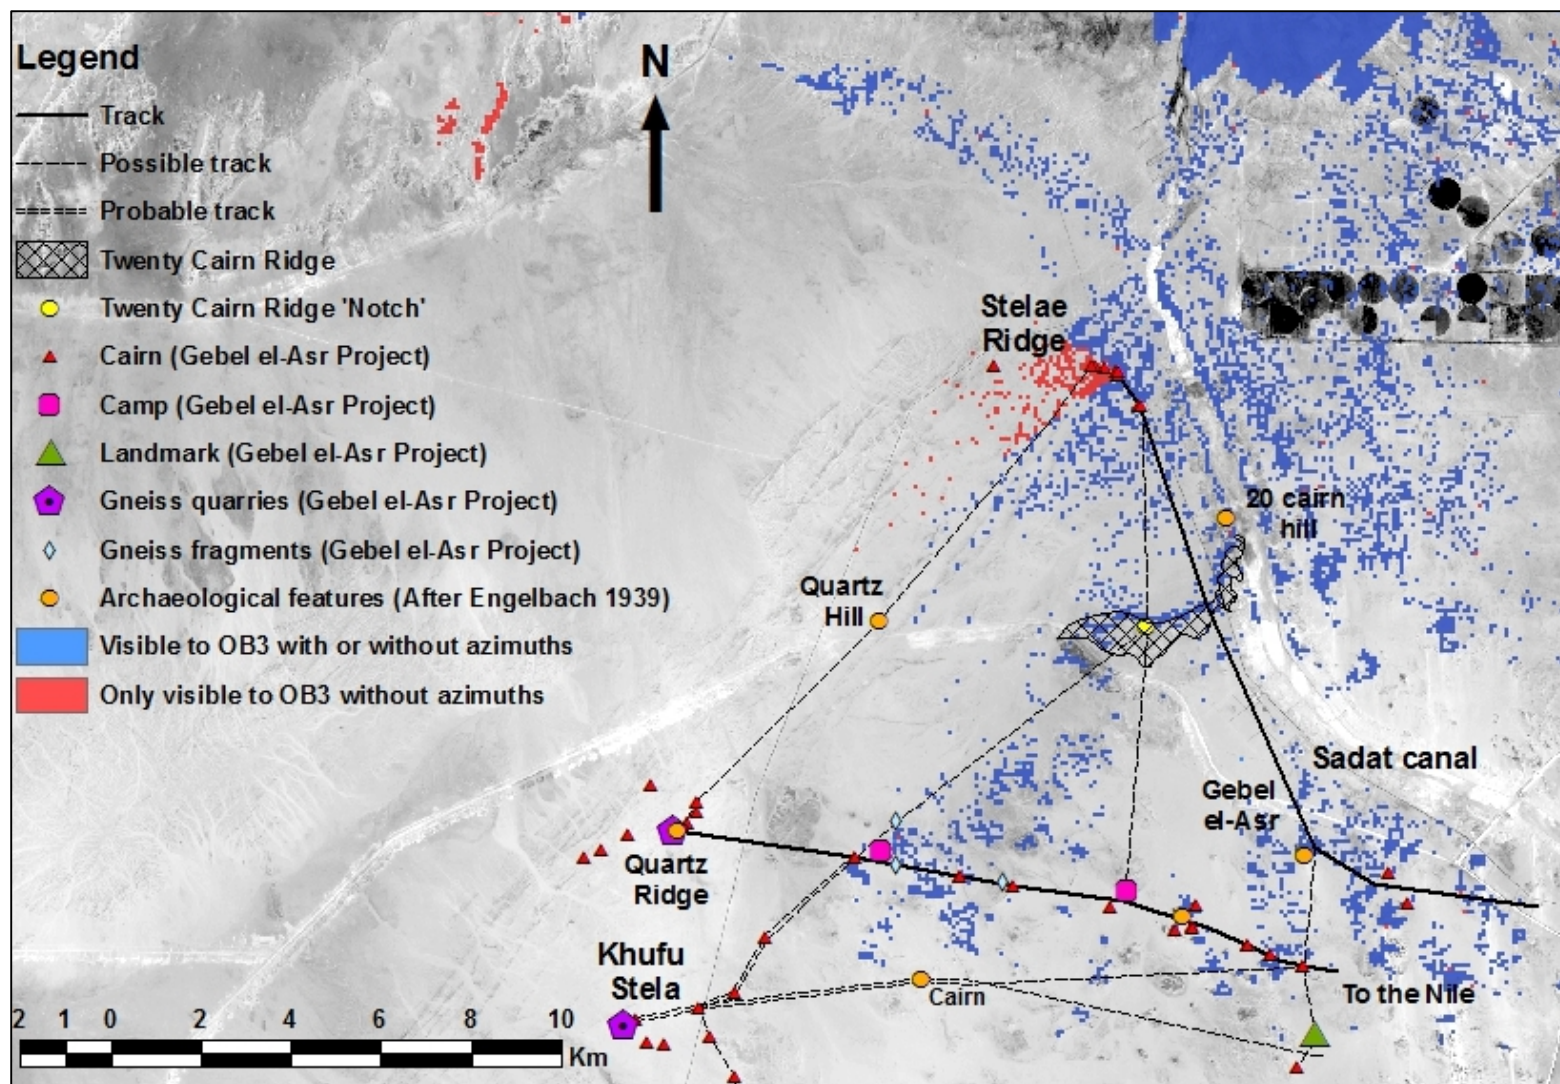 Legend
Track
Possible track
Probable track
Twenty Cairn Ridge
Twenty Cairn Ridge 'Notch'
Cairn (Gebel el-Asr Project)
Camp (Gebel el-Asr Project)
Landmark (Gebel el-Asr Project)
Gneiss quarries (Gebel el-Asr Project)
Gneiss fragments (Gebel el-Asr Project)
Archaeological features (After Engelbach 1939)
Visible to OB3 with or without azimuths
Only visible to OB3 without azimuths
N
Stelae
Ridge
20 cairn
hill
Quartz
Hill
Sadat canal
Gebel
el-Asr
Quartz
Ridge
Khufu
Stela
Cairn
To the Nile
2 1 0 2 4 6 8 10
Km